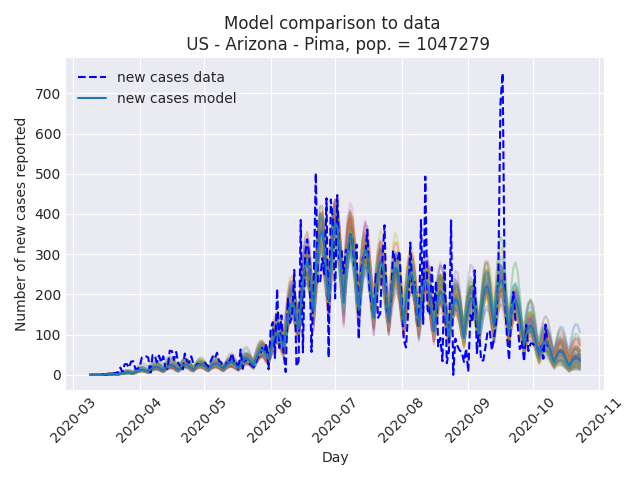 Model comparison to data
US - Arizona - Pima, pop. = 1047279
new cases data
new cases model
Number of new cases reported
700
600
500
400
300
200
100
0
2020-03
2020-04
2020-05
2020-06
2020-07
2020-08
2020-09
2020-10
2020-11
Day